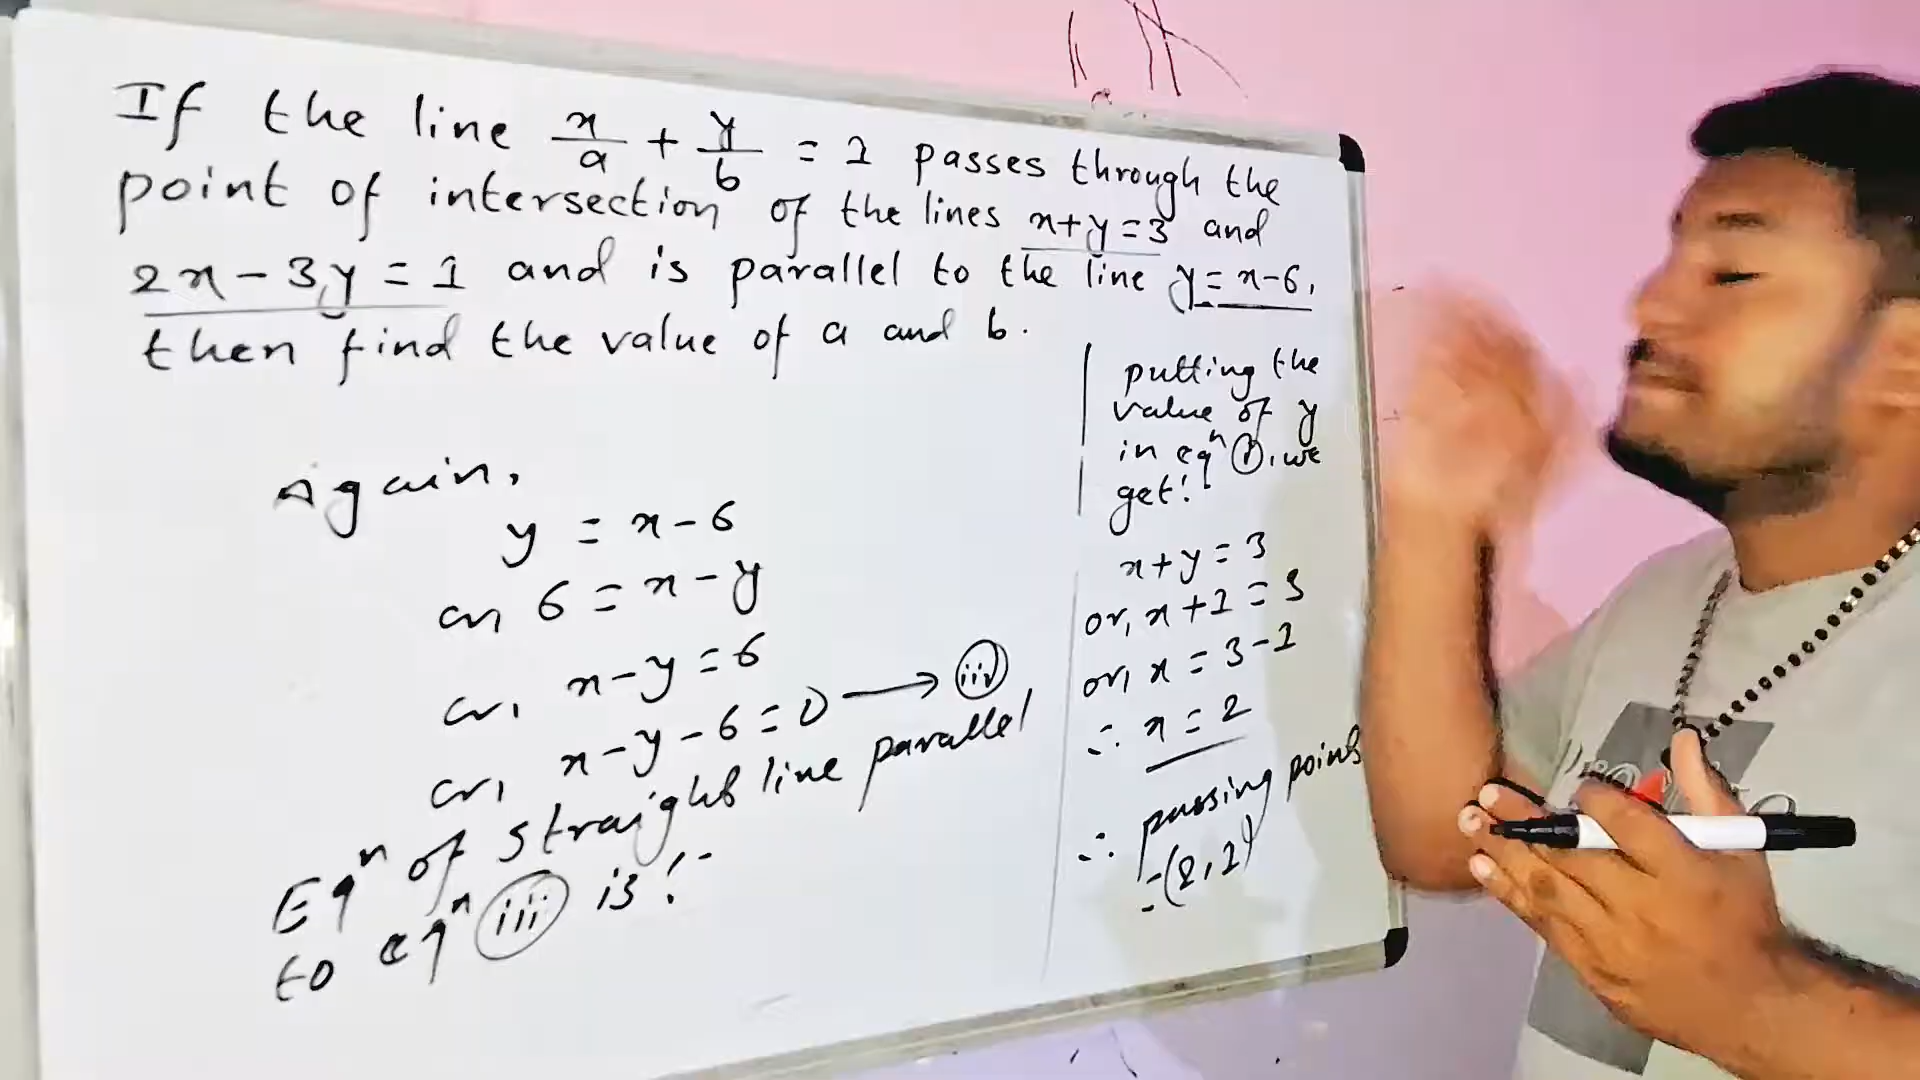 If the line x/a + y/b = 1 passes through the
point of intersection of the lines x+y=3 and
2x-3y=1 and is parallel to the line y=x-6,
then find the value of a and b.
Again,
y = x-6
or, 6 = x-y
or, x-y=6
or, x-y-6=0 → (iii)
Eqⁿ of straight line parallel
to eqⁿ (iii) is:-
putting the
value of y
in eqⁿ (i), we
get:-
x+y=3
or, x+1=3
or, x=3-1
∴ x=2
∴ passing points
=(2,1)